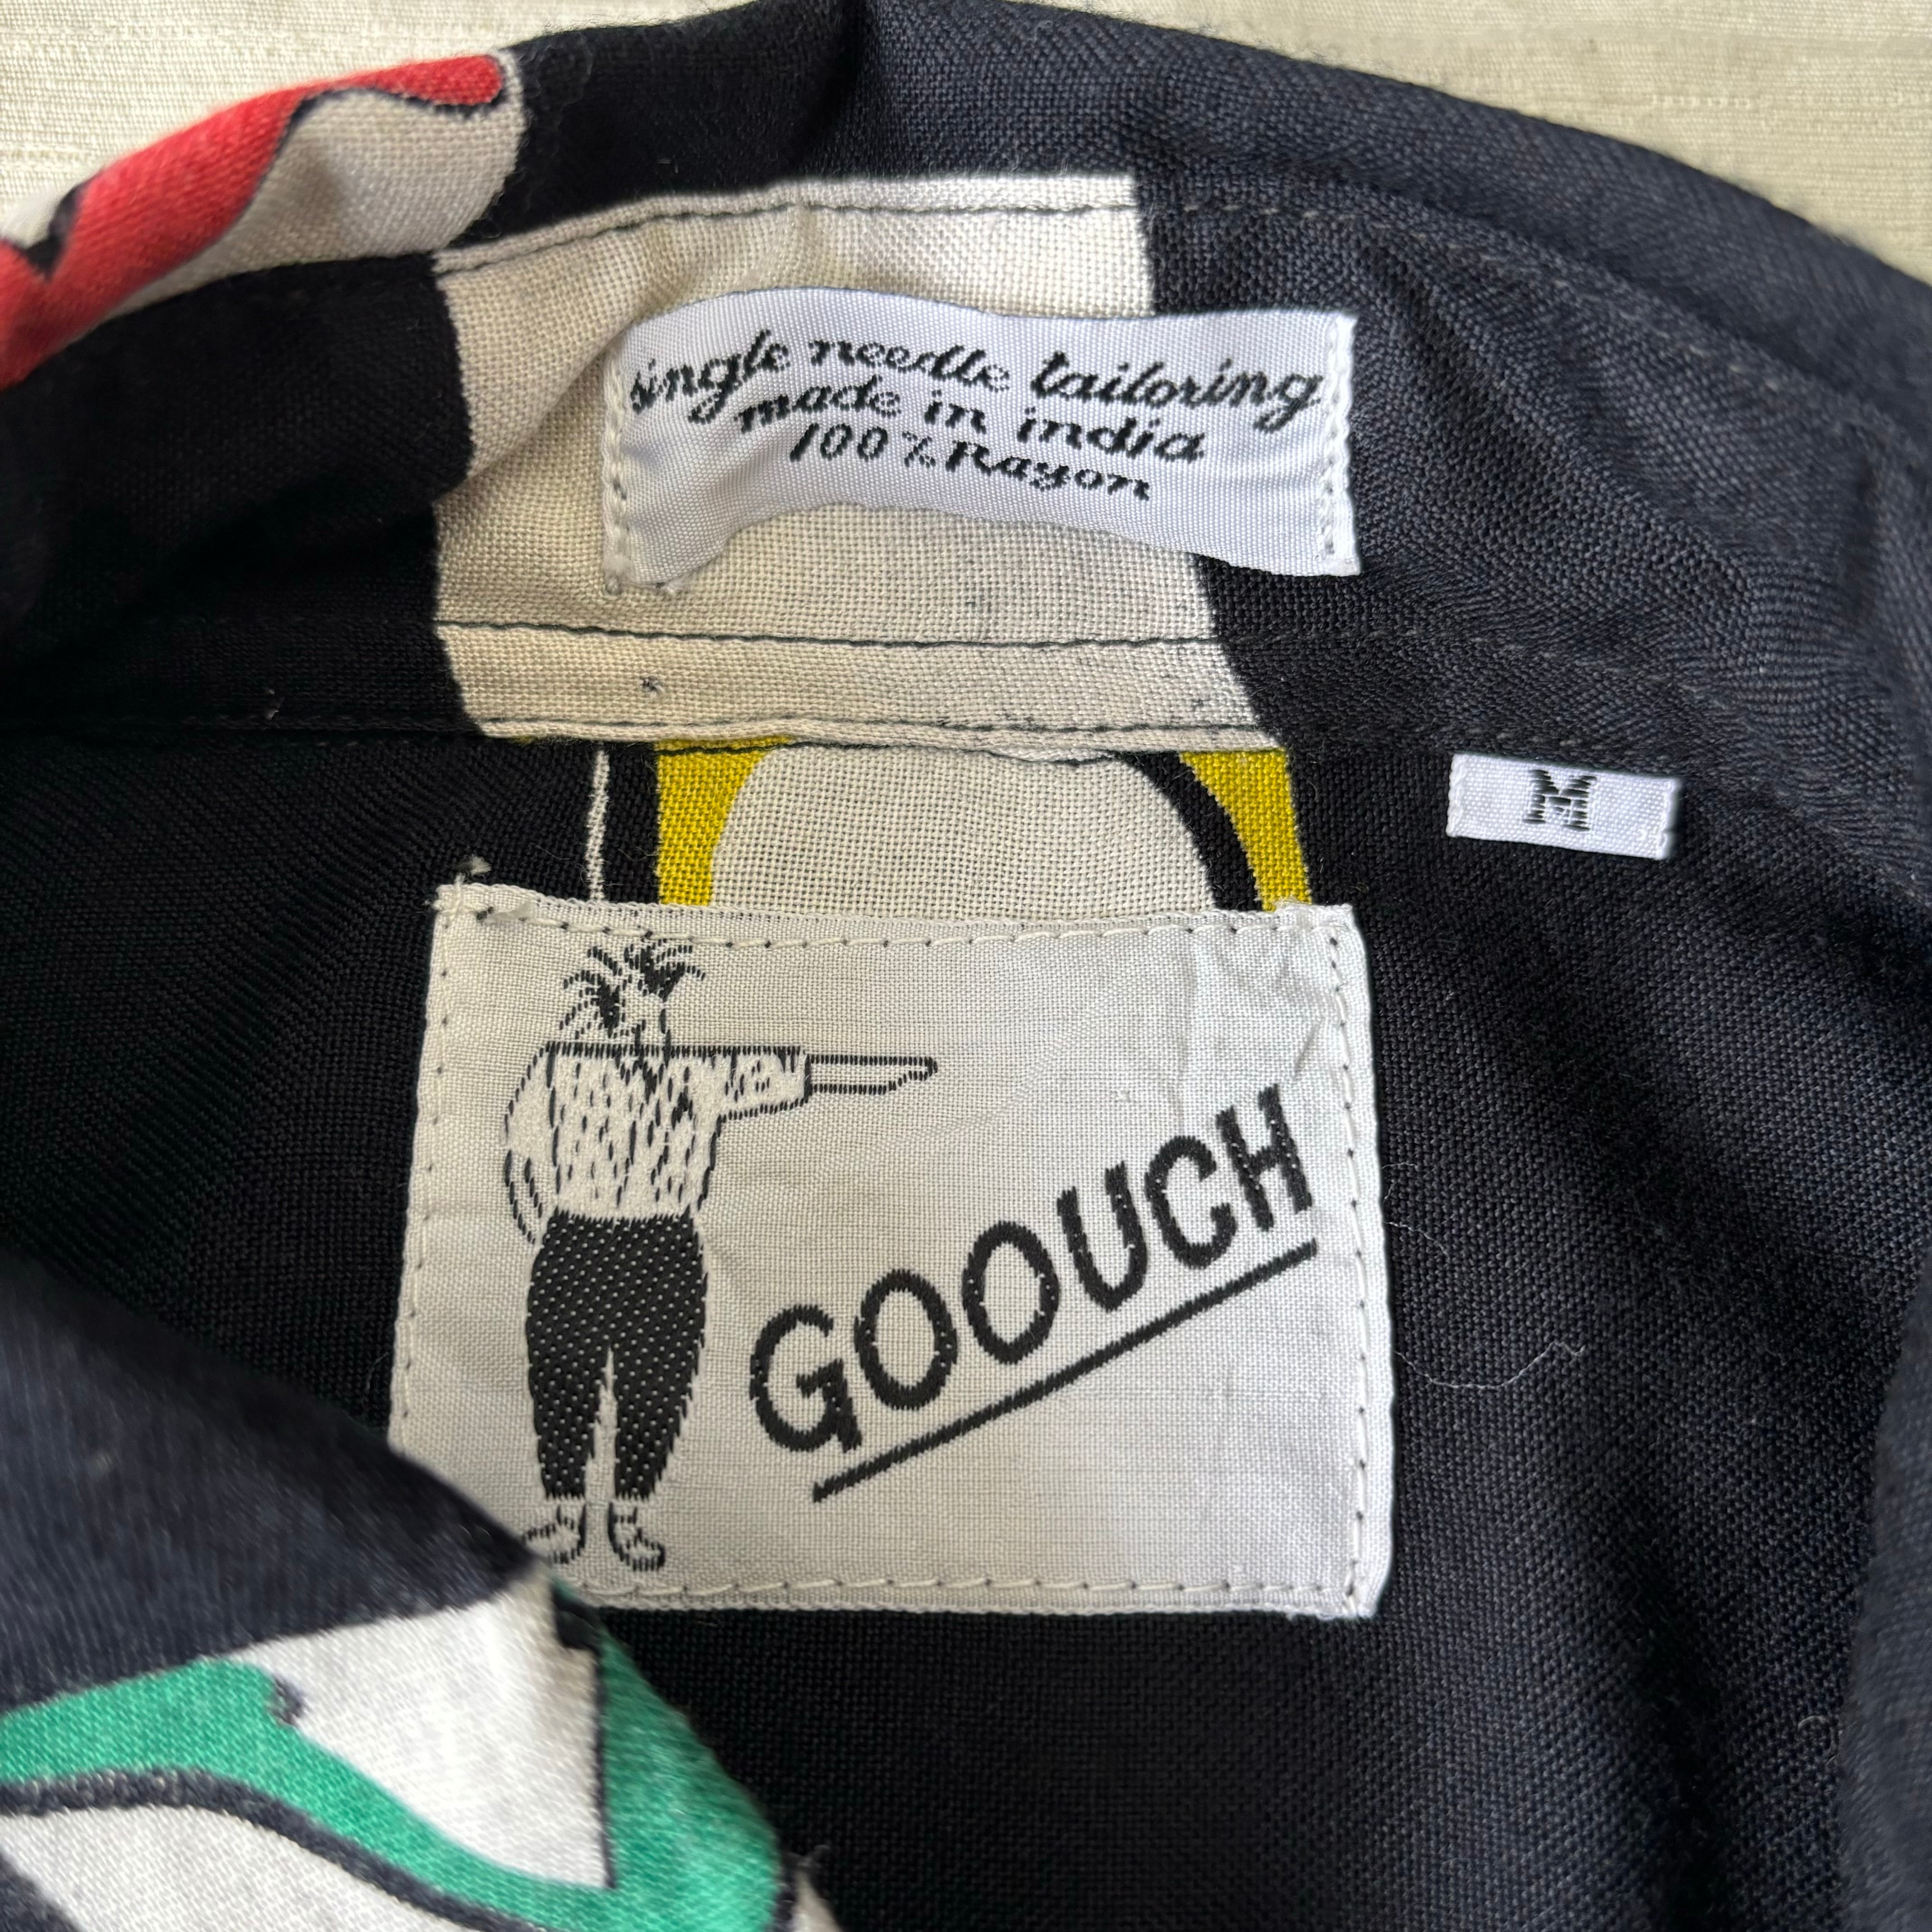 single needle tailoring
made in india
100% Rayon
M
GOOUCH